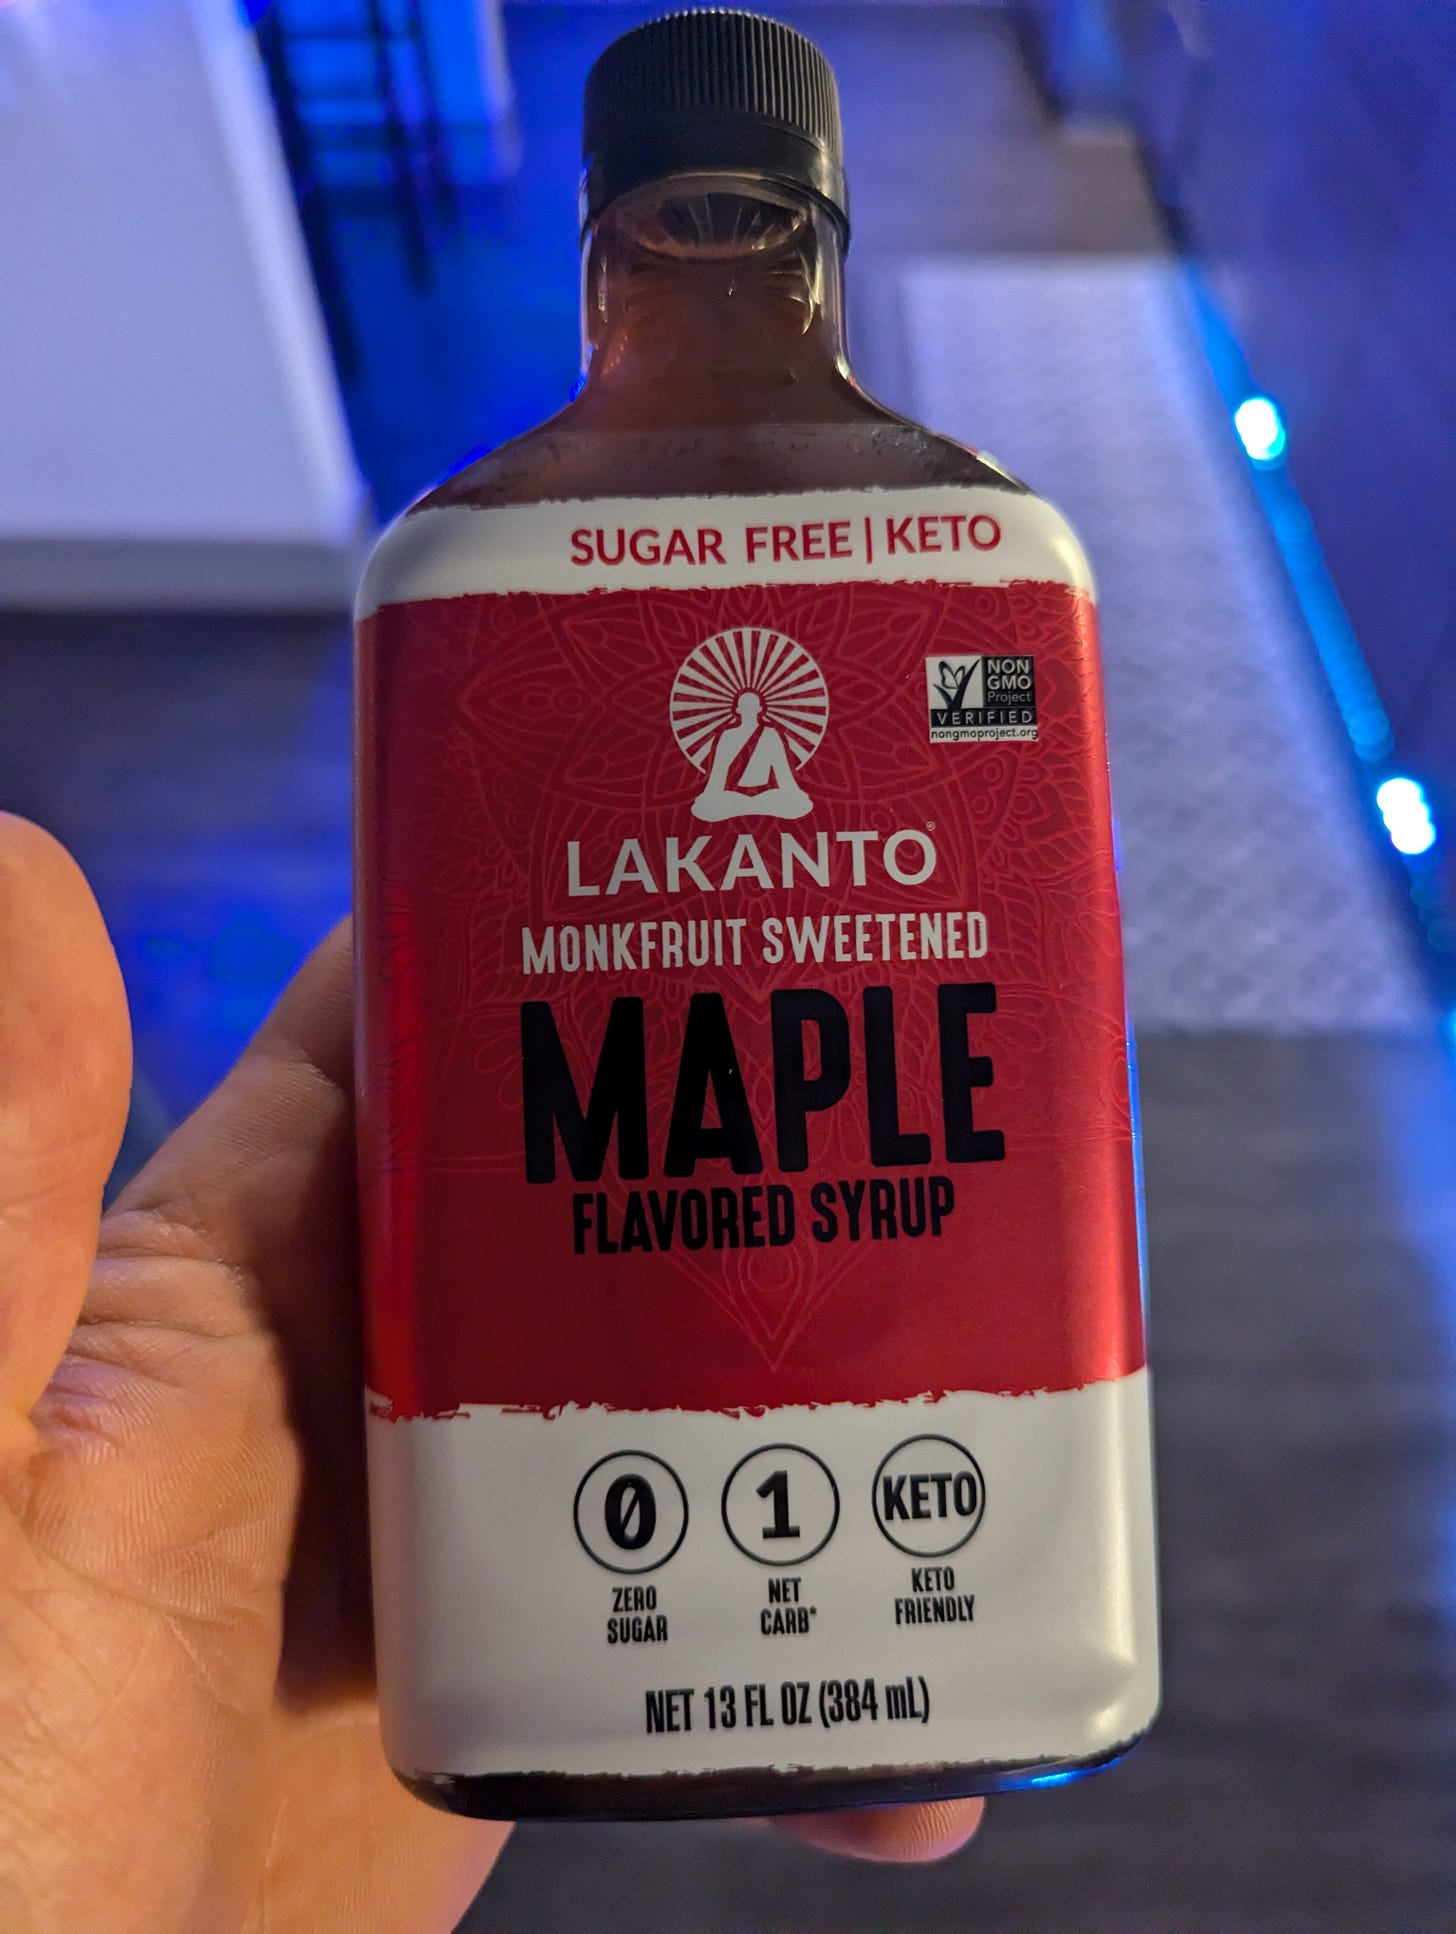 SUGAR FREE | KETO
NON
GMO
Project
VERIFIED
nongmoproject.org
LAKANTO®
MONKFRUIT SWEETENED
MAPLE
FLAVORED SYRUP
0
ZERO
SUGAR
1
NET
CARB*
KETO
KETO
FRIENDLY
NET 13 FL OZ (384 mL)